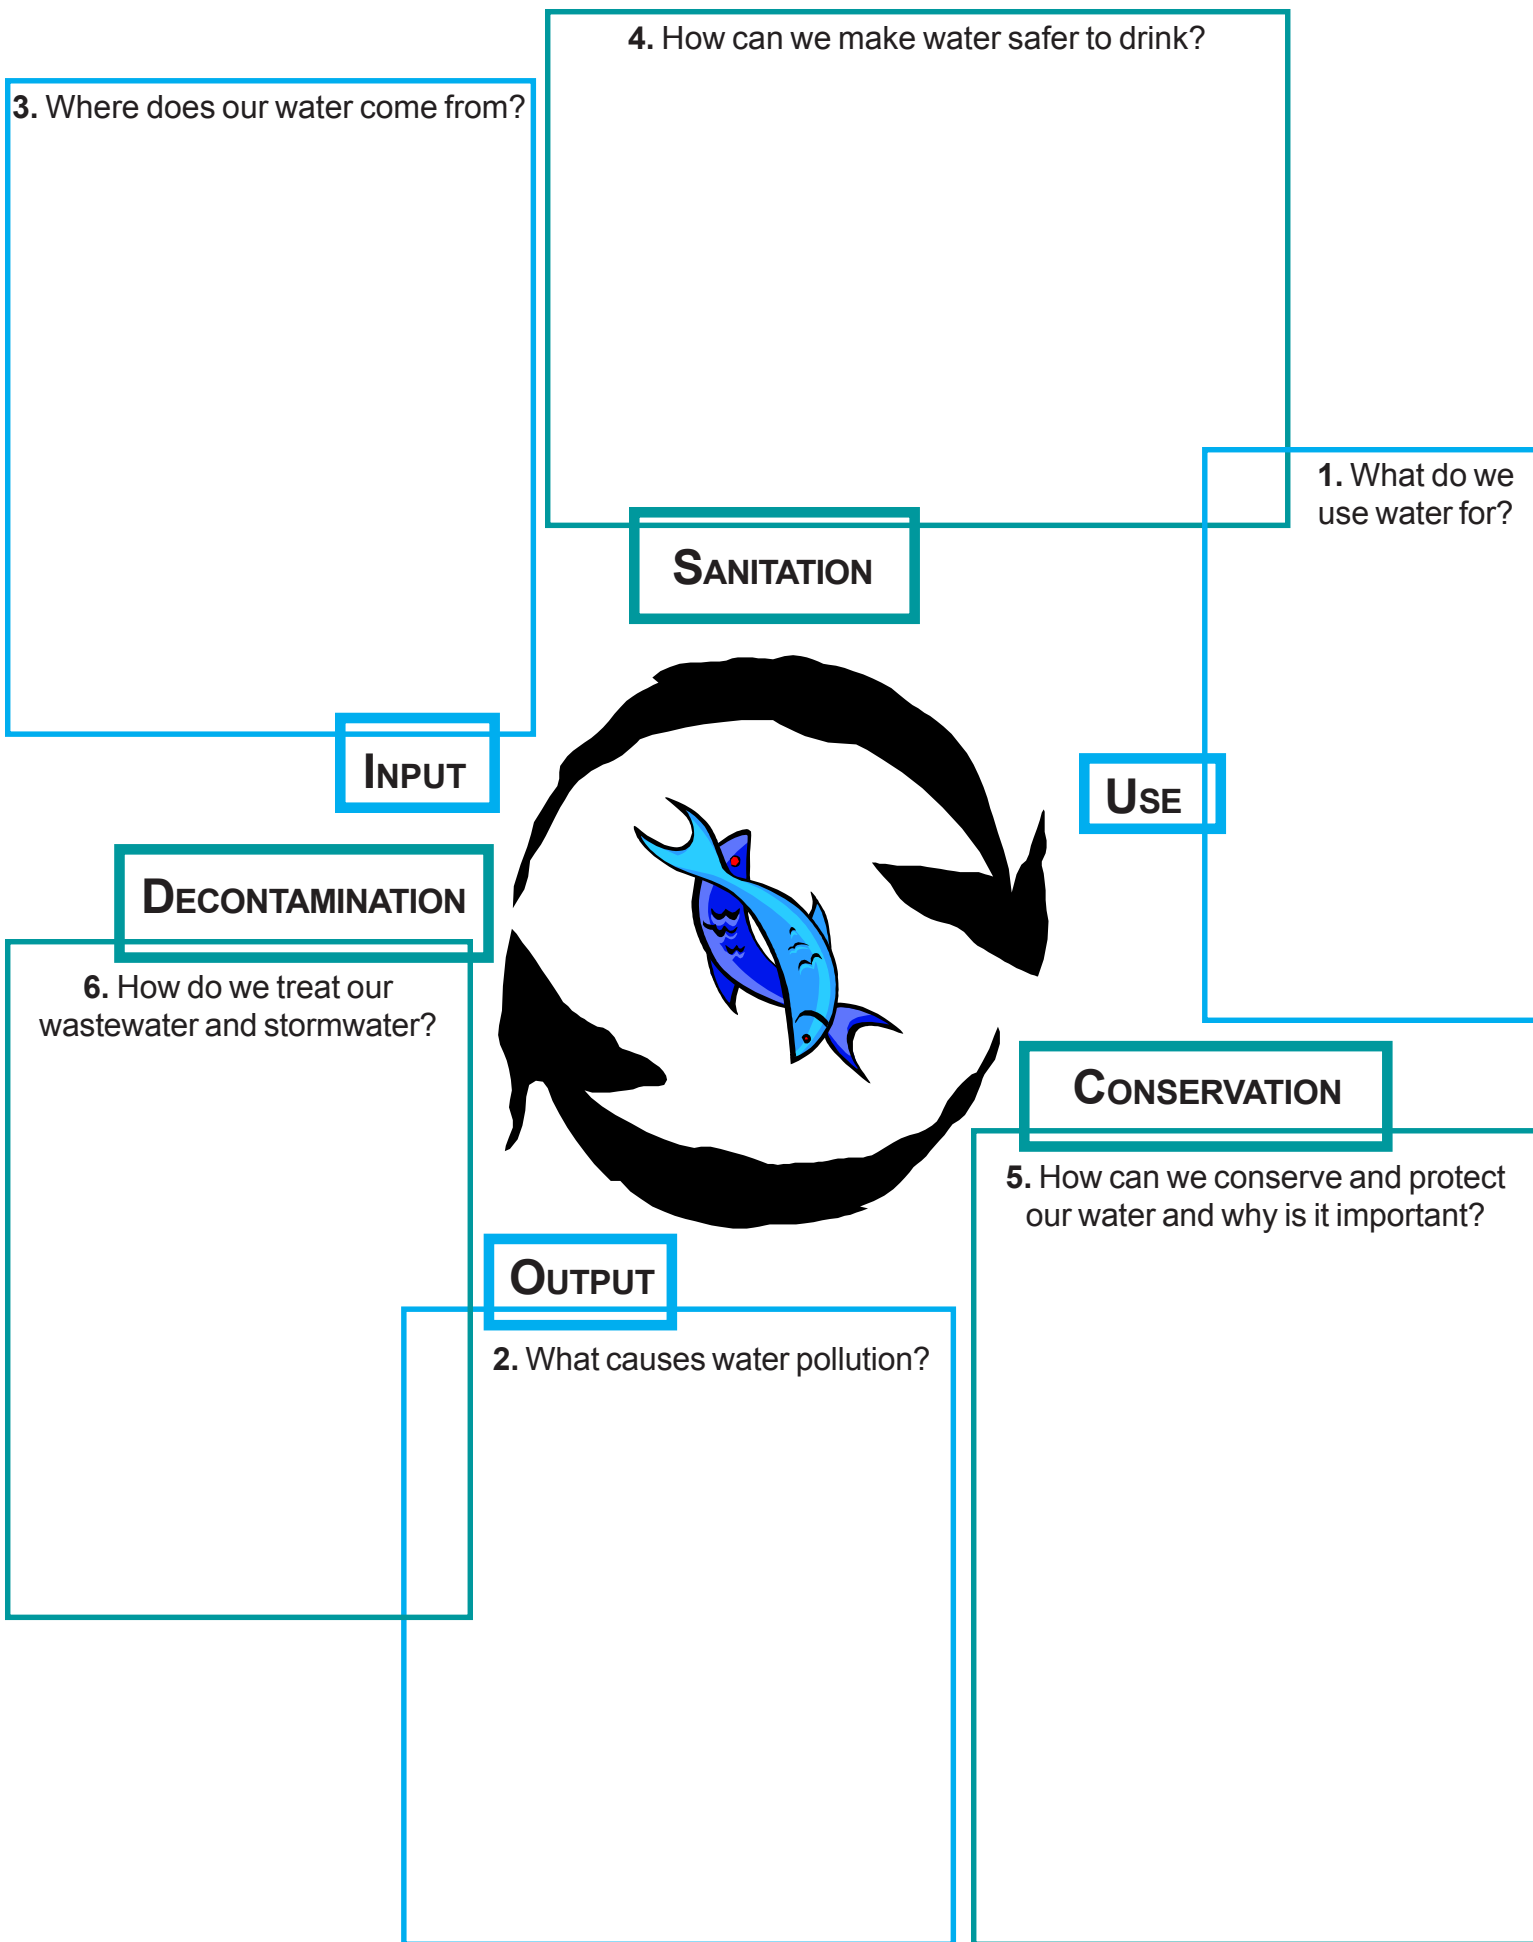 4. How can we make water safer to drink?
3. Where does our water come from?
1. What do we
use water for?
SANITATION
INPUT
USE
DECONTAMINATION
6. How do we treat our
wastewater and stormwater?
CONSERVATION
5. How can we conserve and protect
our water and why is it important?
OUTPUT
2. What causes water pollution?